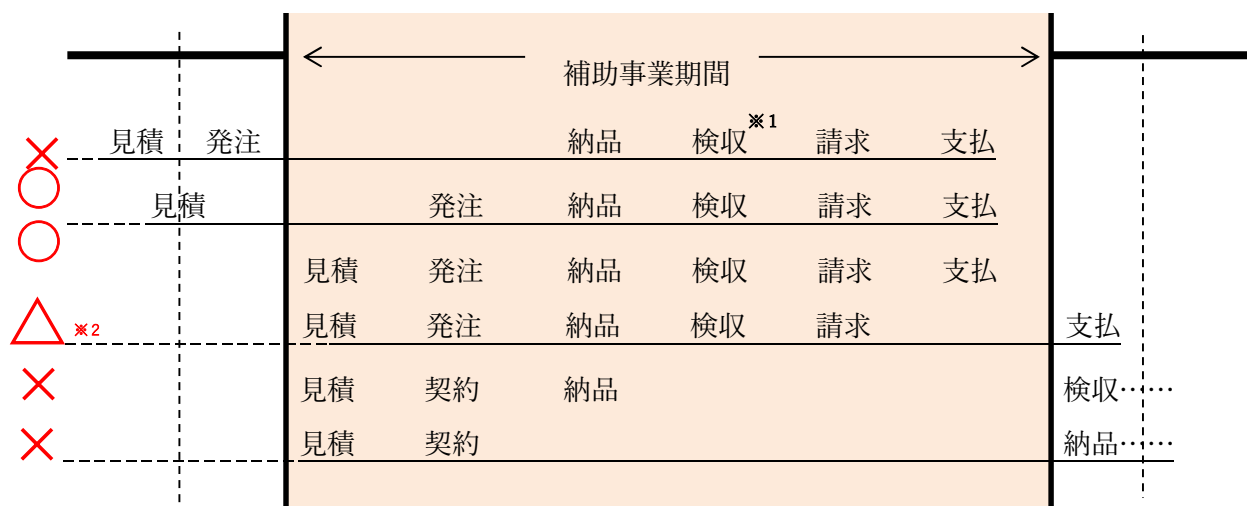 補助事業期間
× 見積 発注 納品 検収※1 請求 支払
○ 見積 発注 納品 検収 請求 支払
○ 見積 発注 納品 検収 請求 支払
△ ※2 見積 発注 納品 検収 請求 支払
× 見積 契約 納品 検収……
× 見積 契約 納品……